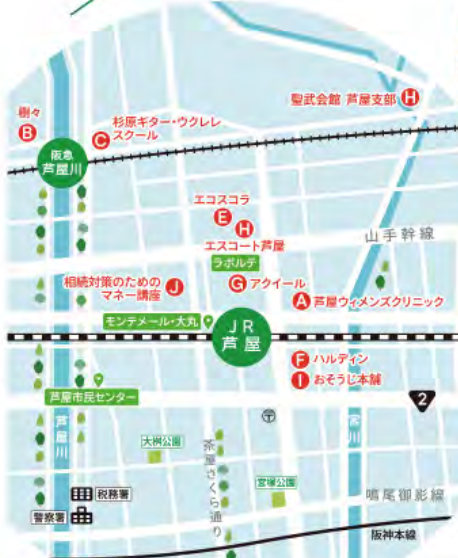 聖武会館 芦屋支部 H
樹々
B
杉原ギター・ウクレレ
C スクール
阪急
芦屋川
エコスコラ
E
H
エスコート芦屋
ラポルテ
山手幹線
相続対策のための
マネー講座 J
G アクイール
A 芦屋ウィメンズクリニック
モンテメール・大丸
JR
芦屋
F ハルディン
I おそうじ本舗
芦屋市民センター
2
芦屋川
宮川
大桝公園
茶屋さくら通り
宮塚公園
税務署
警察署
鳴尾御影線
阪神本線